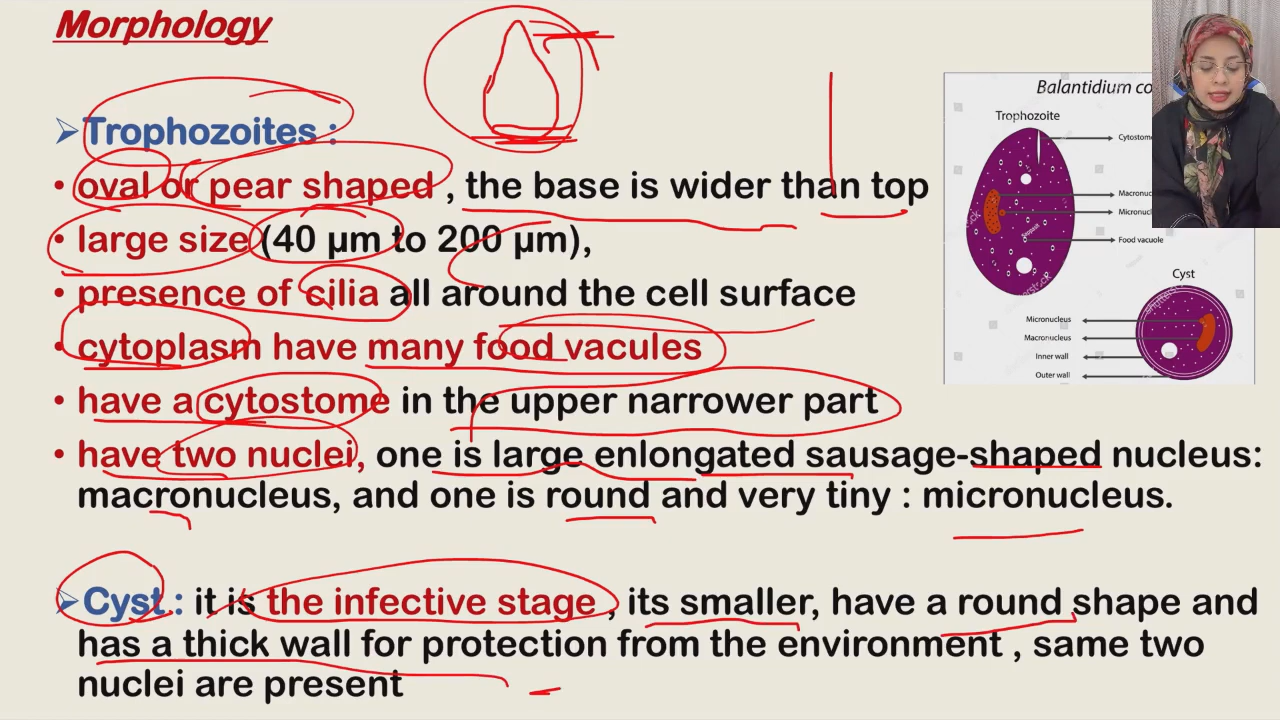 Morphology
Trophozoites :
• oval or pear shaped , the base is wider than top
• large size (40 µm to 200 µm),
• presence of cilia all around the cell surface
• cytoplasm have many food vacules
• have a cytostome in the upper narrower part
• have two nuclei, one is large enlongated sausage-shaped nucleus:
macronucleus, and one is round and very tiny : micronucleus.
Cyst : it is the infective stage , its smaller, have a round shape and
has a thick wall for protection from the environment , same two
nuclei are present
Balantidium co
Trophozoite
Cytostom
Macronuc
Micronucl
Food vacuole
Cyst
Micronucleus
Macronucleus
Inner wall
Outer wall